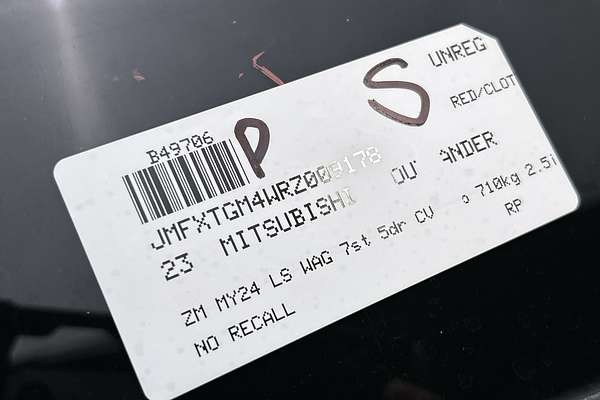 B49706 P S UNREG
RED/CLOT
JMFXTGM4WRZ009178
23 MITSUBISHI OU ANDER
ZM MY24 LS WAG 7st 5dr CV 710kg 2.5i
NO RECALL RP